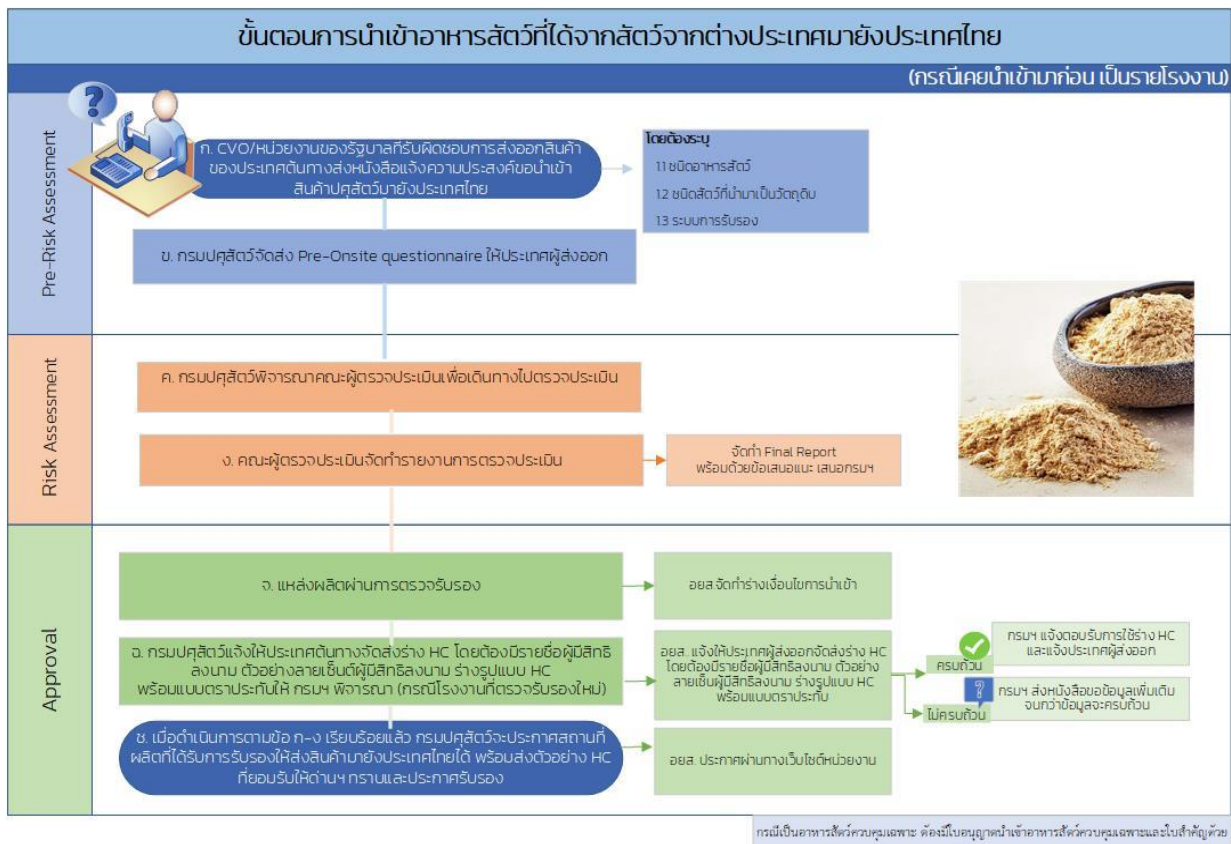 ขั้นตอนการนำเข้าอาหารสัตว์ที่ได้จากสัตว์จากต่างประเทศมายังประเทศไทย
(กรณีเคยนำเข้ามาก่อน เป็นรายโรงงาน)
Pre-Risk Assessment
?
ก. CVO/หน่วยงานของรัฐบาลที่รับผิดชอบการส่งออกสินค้า
ของประเทศต้นทางส่งหนังสือแจ้งความประสงค์ขอนำเข้า
สินค้าปศุสัตว์มายังประเทศไทย
โดยต้องระบุ
1.1 ชนิดอาหารสัตว์
1.2 ชนิดสัตว์ที่นำมาเป็นวัตถุดิบ
1.3 ระบบการรับรอง
ข. กรมปศุสัตว์จัดส่ง Pre-Onsite questionnaire ให้ประเทศผู้ส่งออก
Risk Assessment
ค. กรมปศุสัตว์พิจารณาคณะผู้ตรวจประเมินเพื่อเดินทางไปตรวจประเมิน
ง. คณะผู้ตรวจประเมินจัดทำรายงานการตรวจประเมิน
จัดทำ Final Report
พร้อมด้วยข้อเสนอแนะ เสนอกรมฯ
Approval
จ. แหล่งผลิตผ่านการตรวจรับรอง
อยส.จัดทำร่างเงื่อนไขการนำเข้า
ฉ. กรมปศุสัตว์แจ้งให้ประเทศต้นทางจัดส่งร่าง HC โดยต้องมีรายชื่อผู้มีสิทธิ
ลงนาม ตัวอย่างลายเซ็นต์ผู้มีสิทธิลงนาม ร่างรูปแบบ HC
พร้อมแบบตราประทับให้ กรมฯ พิจารณา (กรณีโรงงานที่ตรวจรับรองใหม่)
อยส. แจ้งให้ประเทศผู้ส่งออกจัดส่งร่าง HC
โดยต้องมีรายชื่อผู้มีสิทธิลงนาม ตัวอย่าง
ลายเซ็นผู้มีสิทธิลงนาม ร่างรูปแบบ HC
พร้อมแบบตราประทับ
ครบถ้วน
กรมฯ แจ้งตอบรับการใช้ร่าง HC
และแจ้งประเทศผู้ส่งออก
?
ไม่ครบถ้วน
กรมฯ ส่งหนังสือขอข้อมูลเพิ่มเติม
จนกว่าข้อมูลจะครบถ้วน
ช. เมื่อดำเนินการตามข้อ ก-ง เรียบร้อยแล้ว กรมปศุสัตว์จะประกาศสถานที่
ผลิตที่ได้รับการรับรองให้ส่งสินค้ามายังประเทศไทยได้ พร้อมส่งตัวอย่าง HC
ที่ยอมรับให้ด่านฯ ทราบและประกาศรับรอง
อยส. ประกาศผ่านทางเว็บไซต์หน่วยงาน
กรณีเป็นอาหารสัตว์ควบคุมเฉพาะ ต้องมีใบอนุญาตนำเข้าอาหารสัตว์ควบคุมเฉพาะและใบสำคัญด้วย